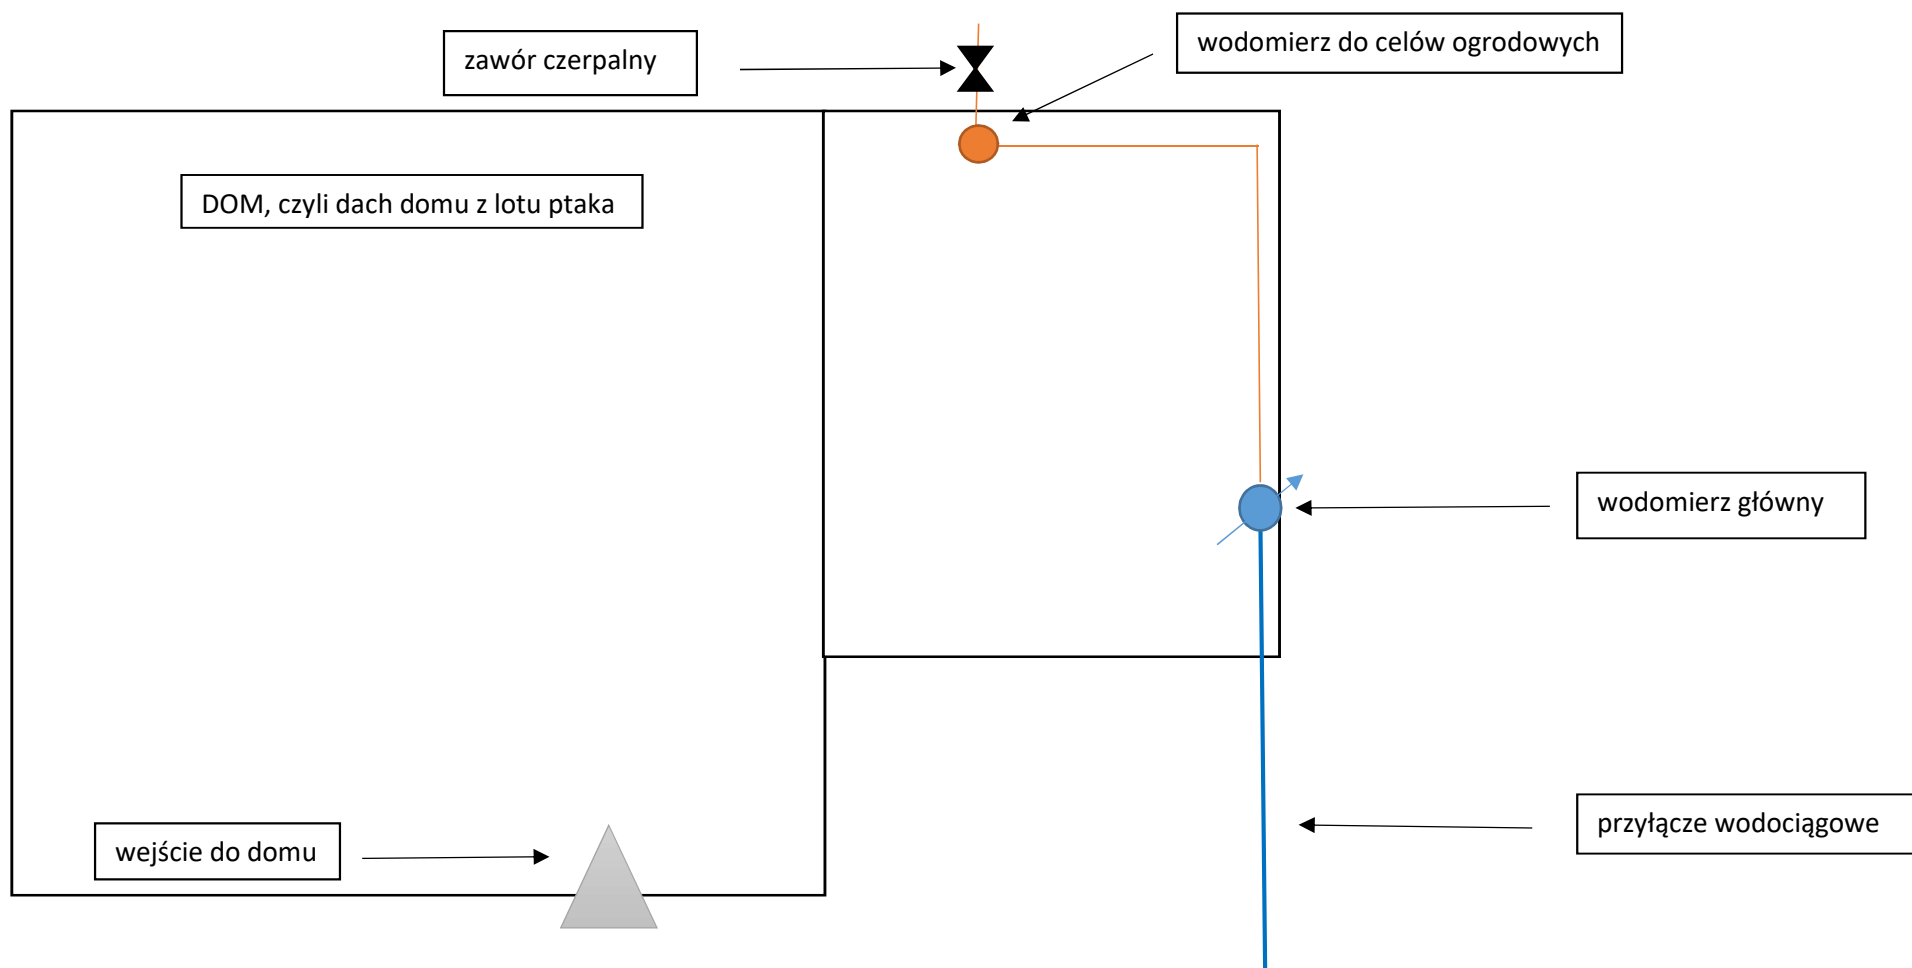 zawór czerpalny
wodomierz do celów ogrodowych
DOM, czyli dach domu z lotu ptaka
wodomierz główny
przyłącze wodociągowe
wejście do domu